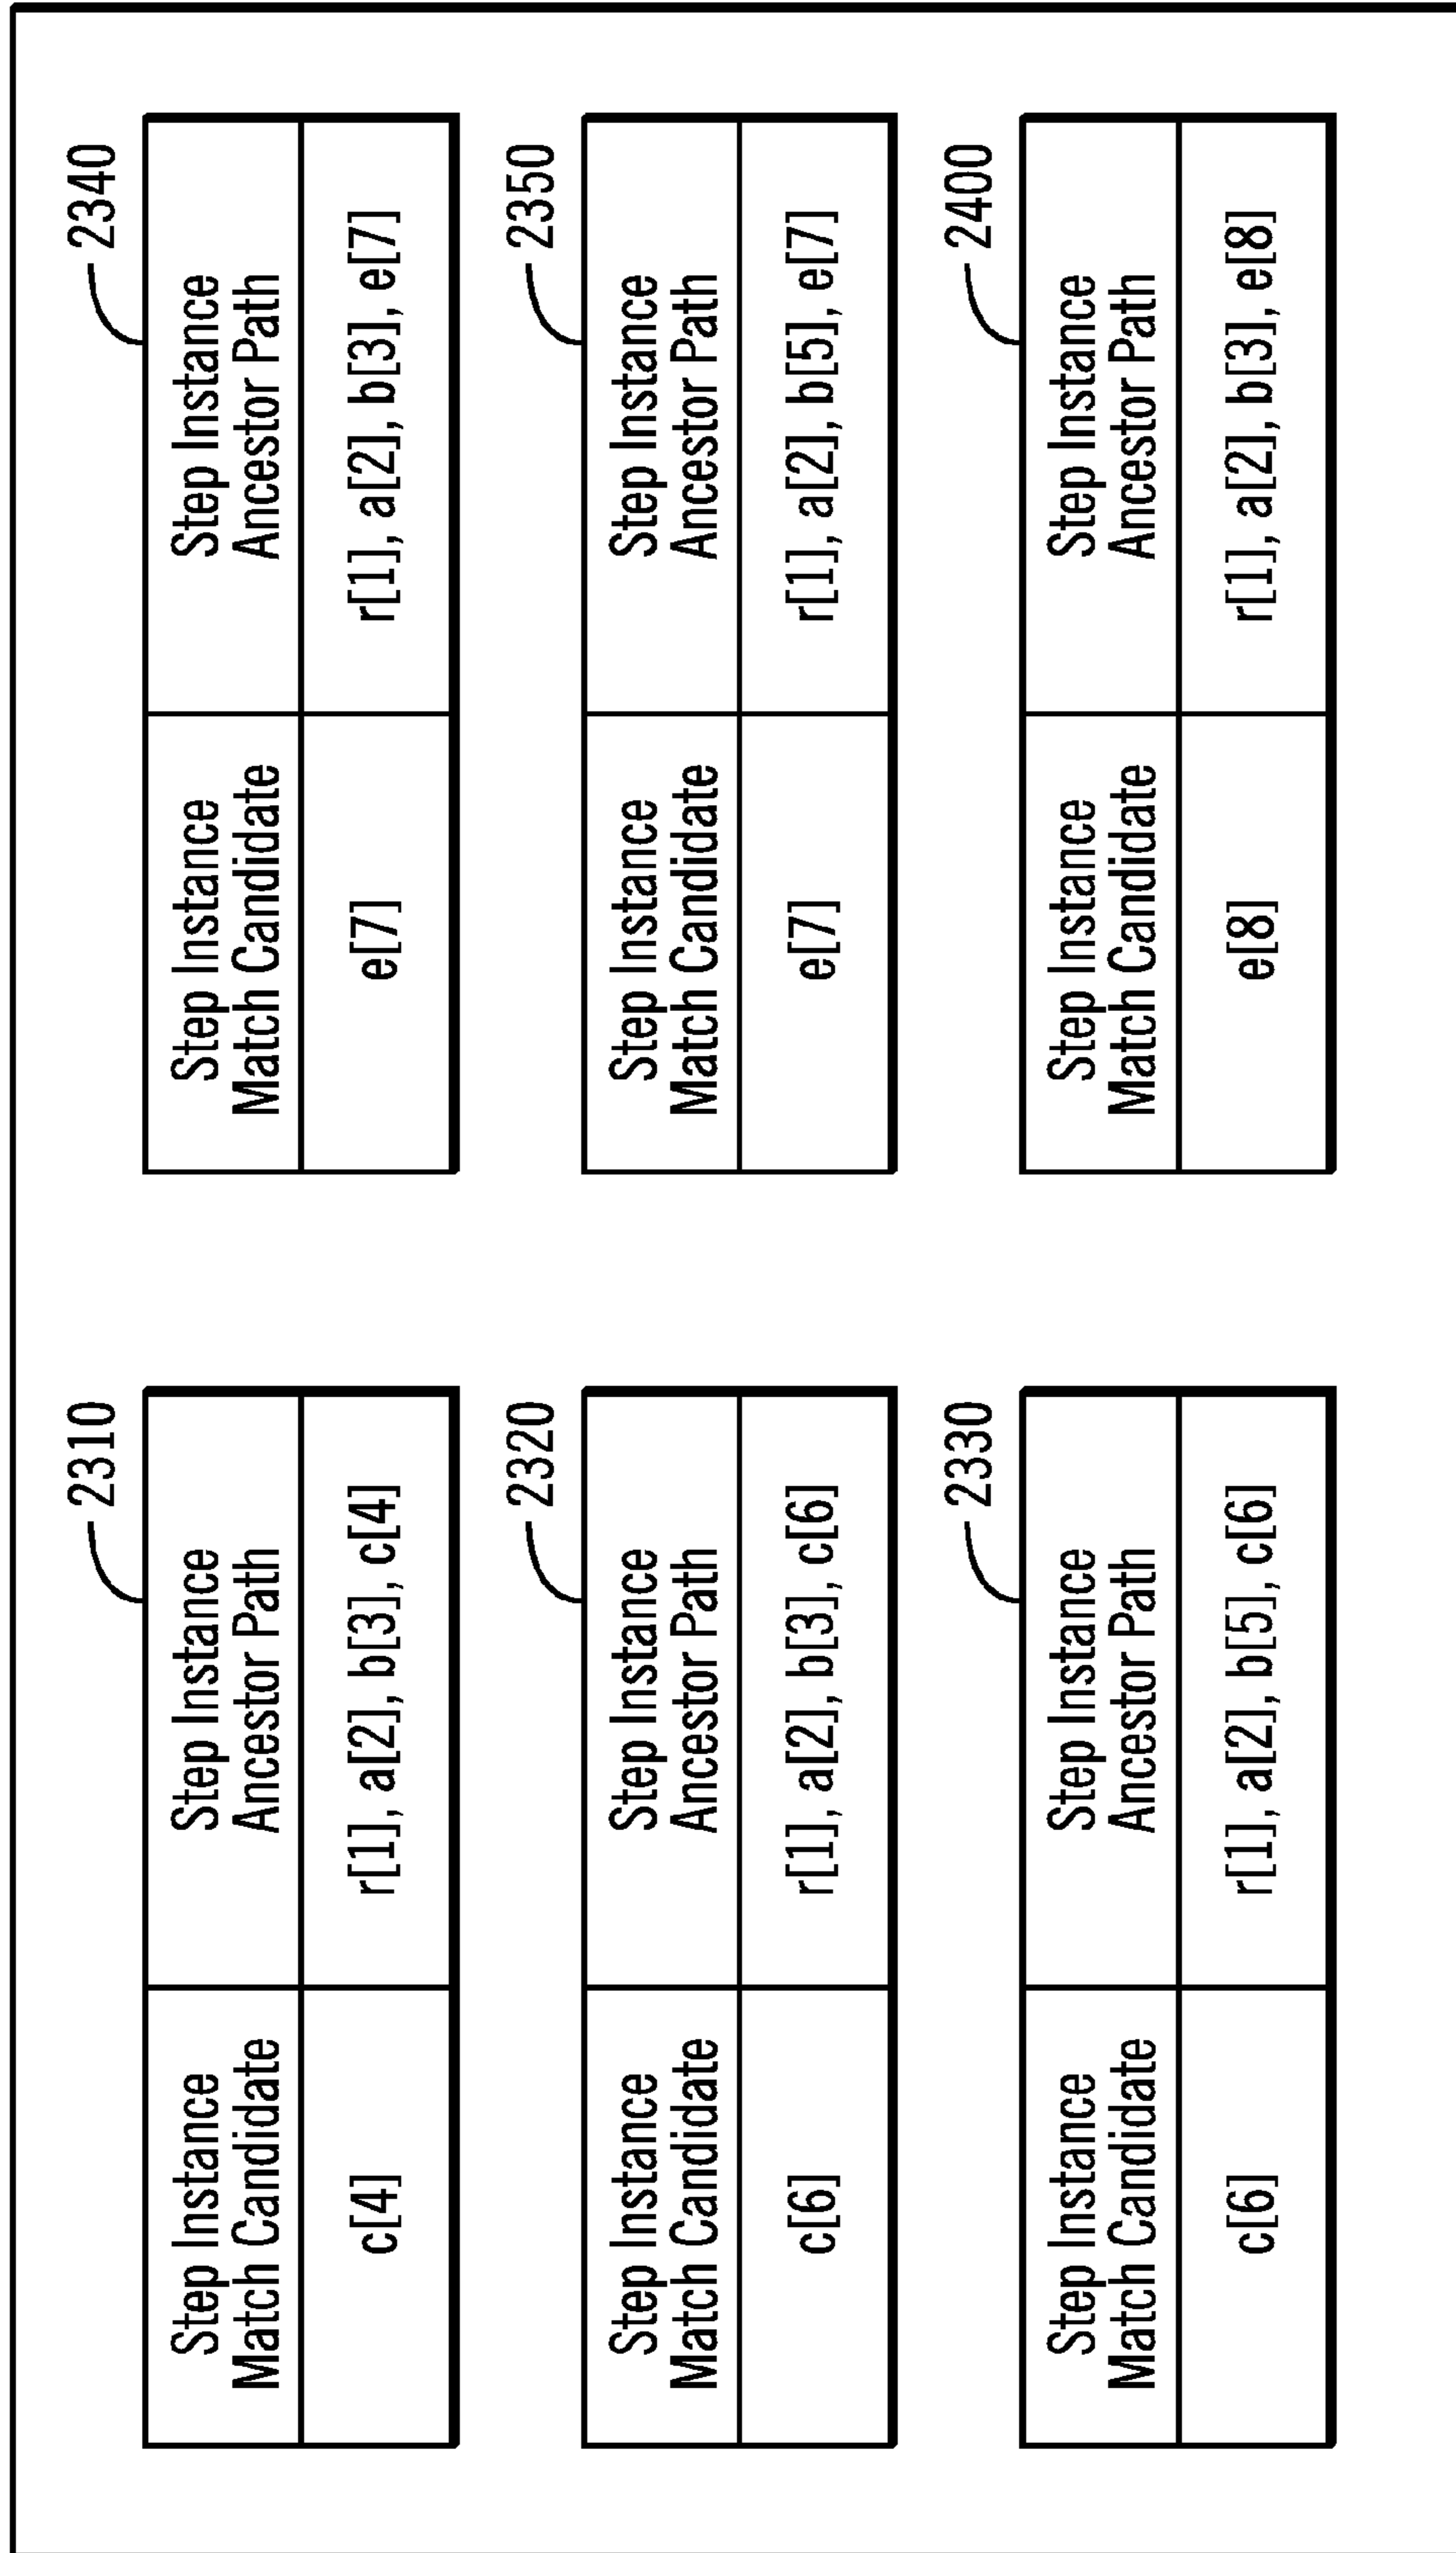 2310
Step Instance
Match Candidate
Step Instance
Ancestor Path
c[4]
r[1], a[2], b[3], c[4]
2340
Step Instance
Match Candidate
Step Instance
Ancestor Path
e[7]
r[1], a[2], b[3], e[7]
2320
Step Instance
Match Candidate
Step Instance
Ancestor Path
c[6]
r[1], a[2], b[3], c[6]
2350
Step Instance
Match Candidate
Step Instance
Ancestor Path
e[7]
r[1], a[2], b[5], e[7]
2330
Step Instance
Match Candidate
Step Instance
Ancestor Path
c[6]
r[1], a[2], b[5], c[6]
2400
Step Instance
Match Candidate
Step Instance
Ancestor Path
e[8]
r[1], a[2], b[3], e[8]